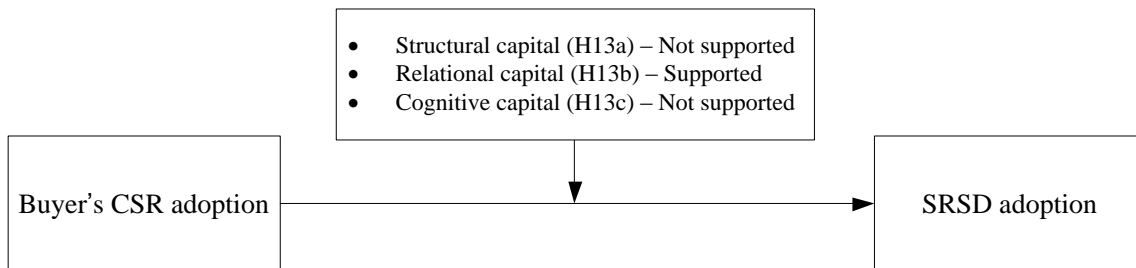 • Structural capital (H13a) – Not supported
• Relational capital (H13b) – Supported
• Cognitive capital (H13c) – Not supported
Buyer’s CSR adoption
SRSD adoption